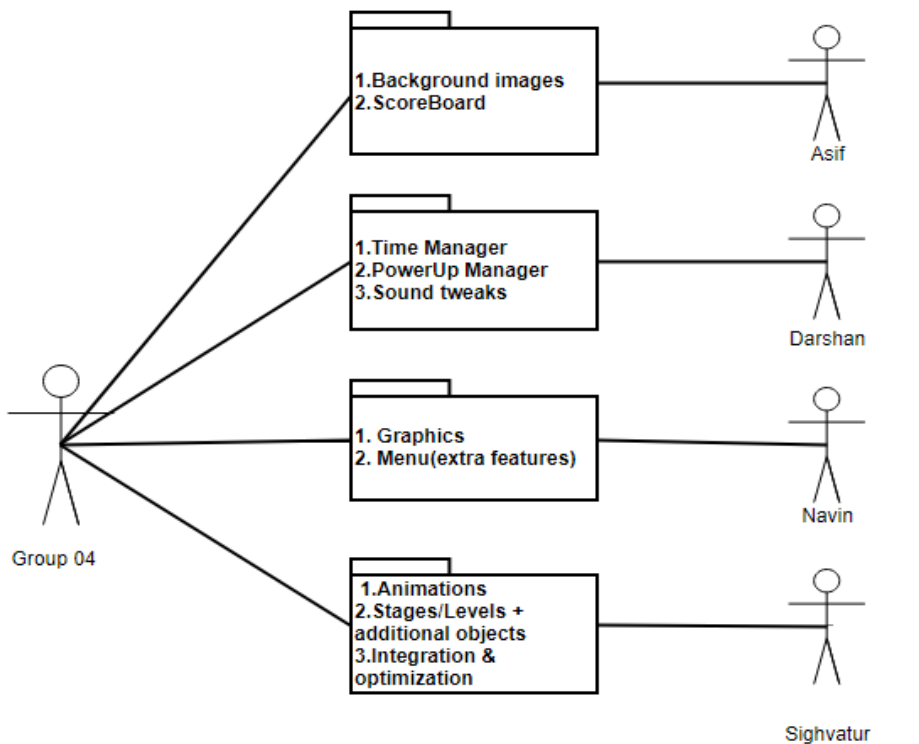 1.Background images
2.ScoreBoard
Asif
1.Time Manager
2.PowerUp Manager
3.Sound tweaks
Darshan
1. Graphics
2. Menu(extra features)
Navin
Group 04
1.Animations
2.Stages/Levels +
additional objects
3.Integration &
optimization
Sighvatur